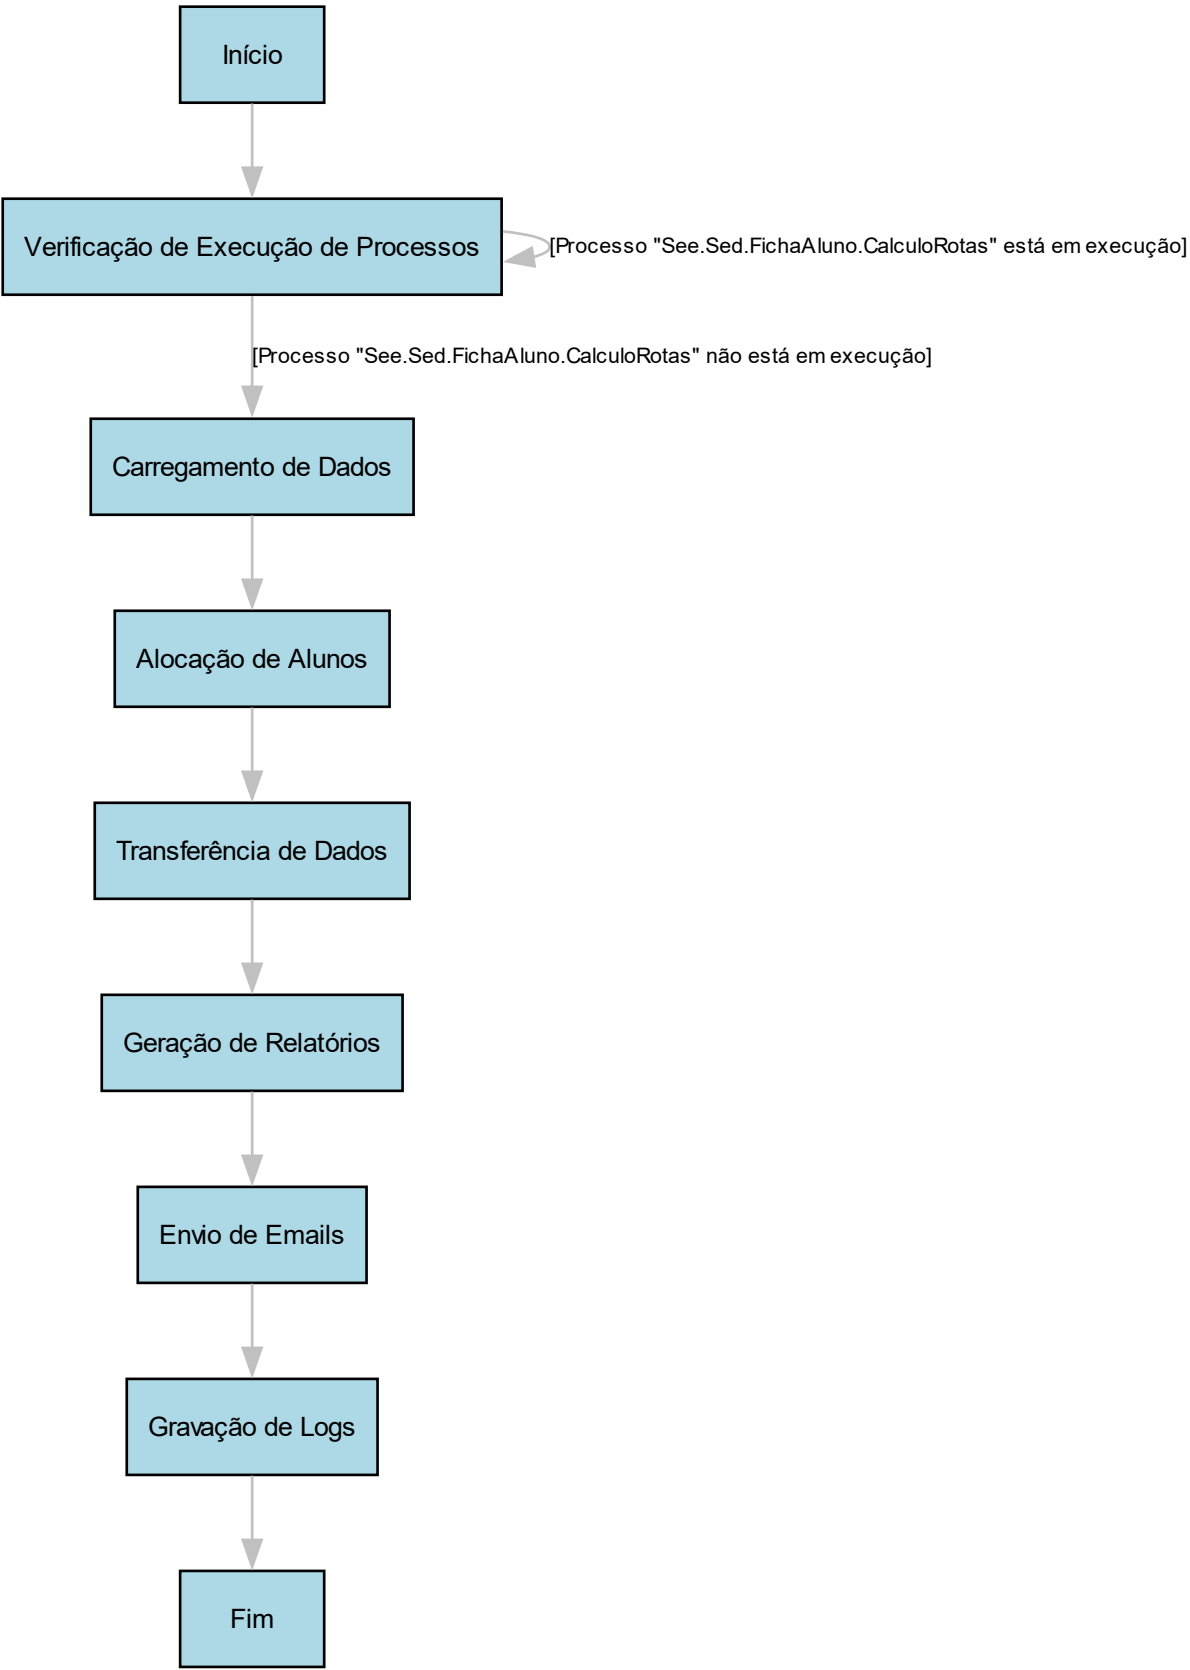 Início
Verificação de Execução de Processos
[Processo "See.Sed.FichaAluno.CalculoRotas" está em execução]
[Processo "See.Sed.FichaAluno.CalculoRotas" não está em execução]
Carregamento de Dados
Alocação de Alunos
Transferência de Dados
Geração de Relatórios
Envio de Emails
Gravação de Logs
Fim